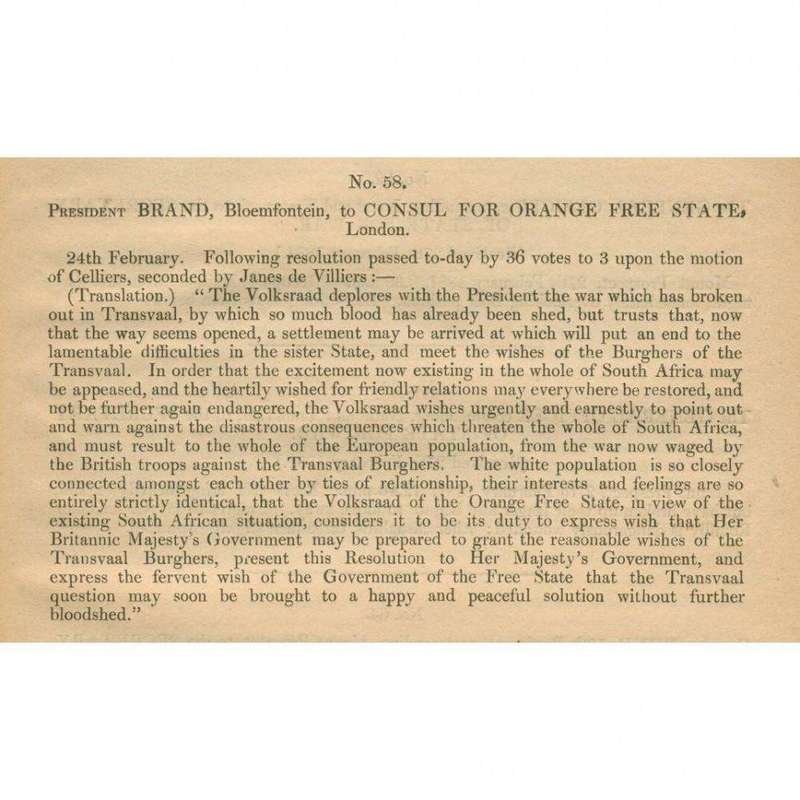 No. 58.
PRESIDENT BRAND, Bloemfontein, to CONSUL FOR ORANGE FREE STATE,
London.
24th February. Following resolution passed to-day by 36 votes to 3 upon the motion
of Celliers, seconded by Janes de Villiers :—
(Translation.) “ The Volksraad deplores with the President the war which has broken
out in Transvaal, by which so much blood has already been shed, but trusts that, now
that the way seems opened, a settlement may be arrived at which will put an end to the
lamentable difficulties in the sister State, and meet the wishes of the Burghers of the
Transvaal. In order that the excitement now existing in the whole of South Africa may
be appeased, and the heartily wished for friendly relations may everywhere be restored, and
not be further again endangered, the Volksraad wishes urgently and earnestly to point out
and warn against the disastrous consequences which threaten the whole of South Africa,
and must result to the whole of the European population, from the war now waged by
the British troops against the Transvaal Burghers. The white population is so closely
connected amongst each other by ties of relationship, their interests and feelings are so
entirely strictly identical, that the Volksraad of the Orange Free State, in view of the
existing South African situation, considers it to be its duty to express wish that Her
Britannic Majesty's Government may be prepared to grant the reasonable wishes of the
Transvaal Burghers, present this Resolution to Her Majesty's Government, and
express the fervent wish of the Government of the Free State that the Transvaal
question may soon be brought to a happy and peaceful solution without further
bloodshed.”